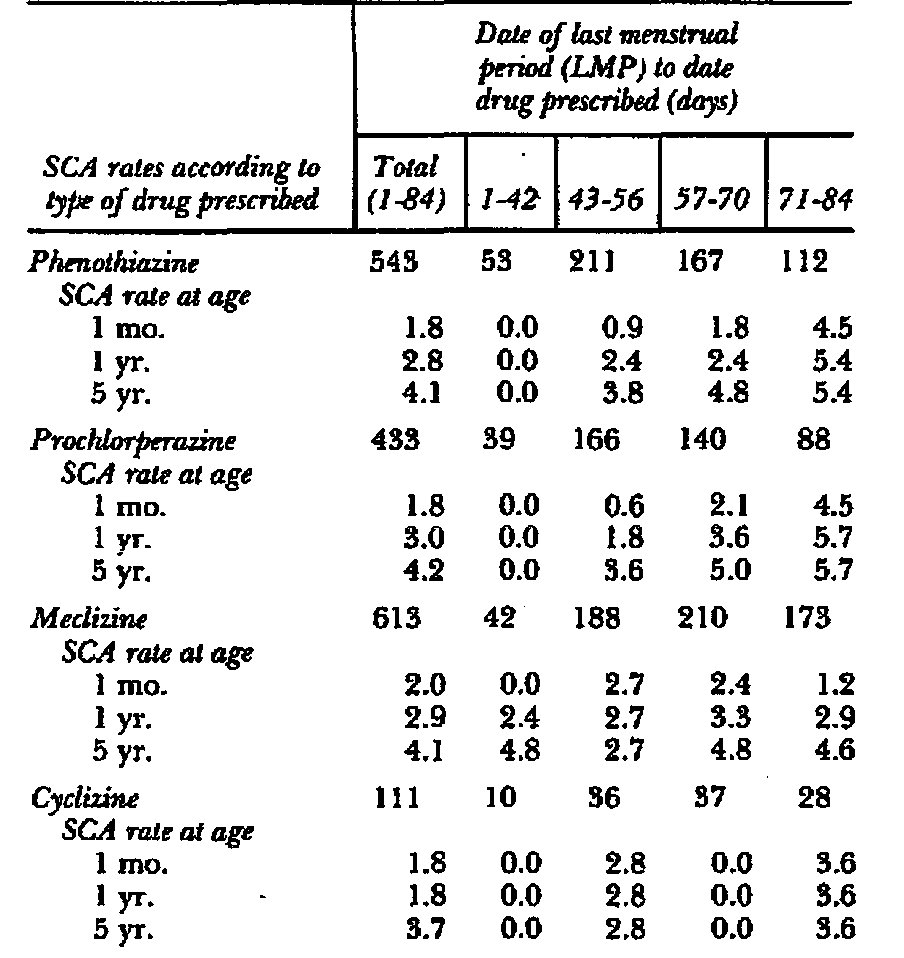 Date of last menstrual
period (LMP) to date
drug prescribed (days)
SCA rates according to Total
type of drug prescribed (1-84) 1-42 43-56 57-70 71-84
Phenothiazine 543 53 211 167 112
SCA rate at age
1 mo. 1.8 0.0 0.9 1.8 4.5
1 yr. 2.8 0.0 2.4 2.4 5.4
5 yr. 4.1 0.0 3.8 4.8 5.4
Prochlorperazine 433 39 166 140 88
SCA rate at age
1 mo. 1.8 0.0 0.6 2.1 4.5
1 yr. 3.0 0.0 1.8 3.6 5.7
5 yr. 4.2 0.0 3.6 5.0 5.7
Meclizine 613 42 188 210 173
SCA rate at age
1 mo. 2.0 0.0 2.7 2.4 1.2
1 yr. 2.9 2.4 2.7 3.3 2.9
5 yr. 4.1 4.8 2.7 4.8 4.6
Cyclizine 111 10 36 37 28
SCA rate at age
1 mo. 1.8 0.0 2.8 0.0 3.6
1 yr. 1.8 0.0 2.8 0.0 3.6
5 yr. 3.7 0.0 2.8 0.0 3.6